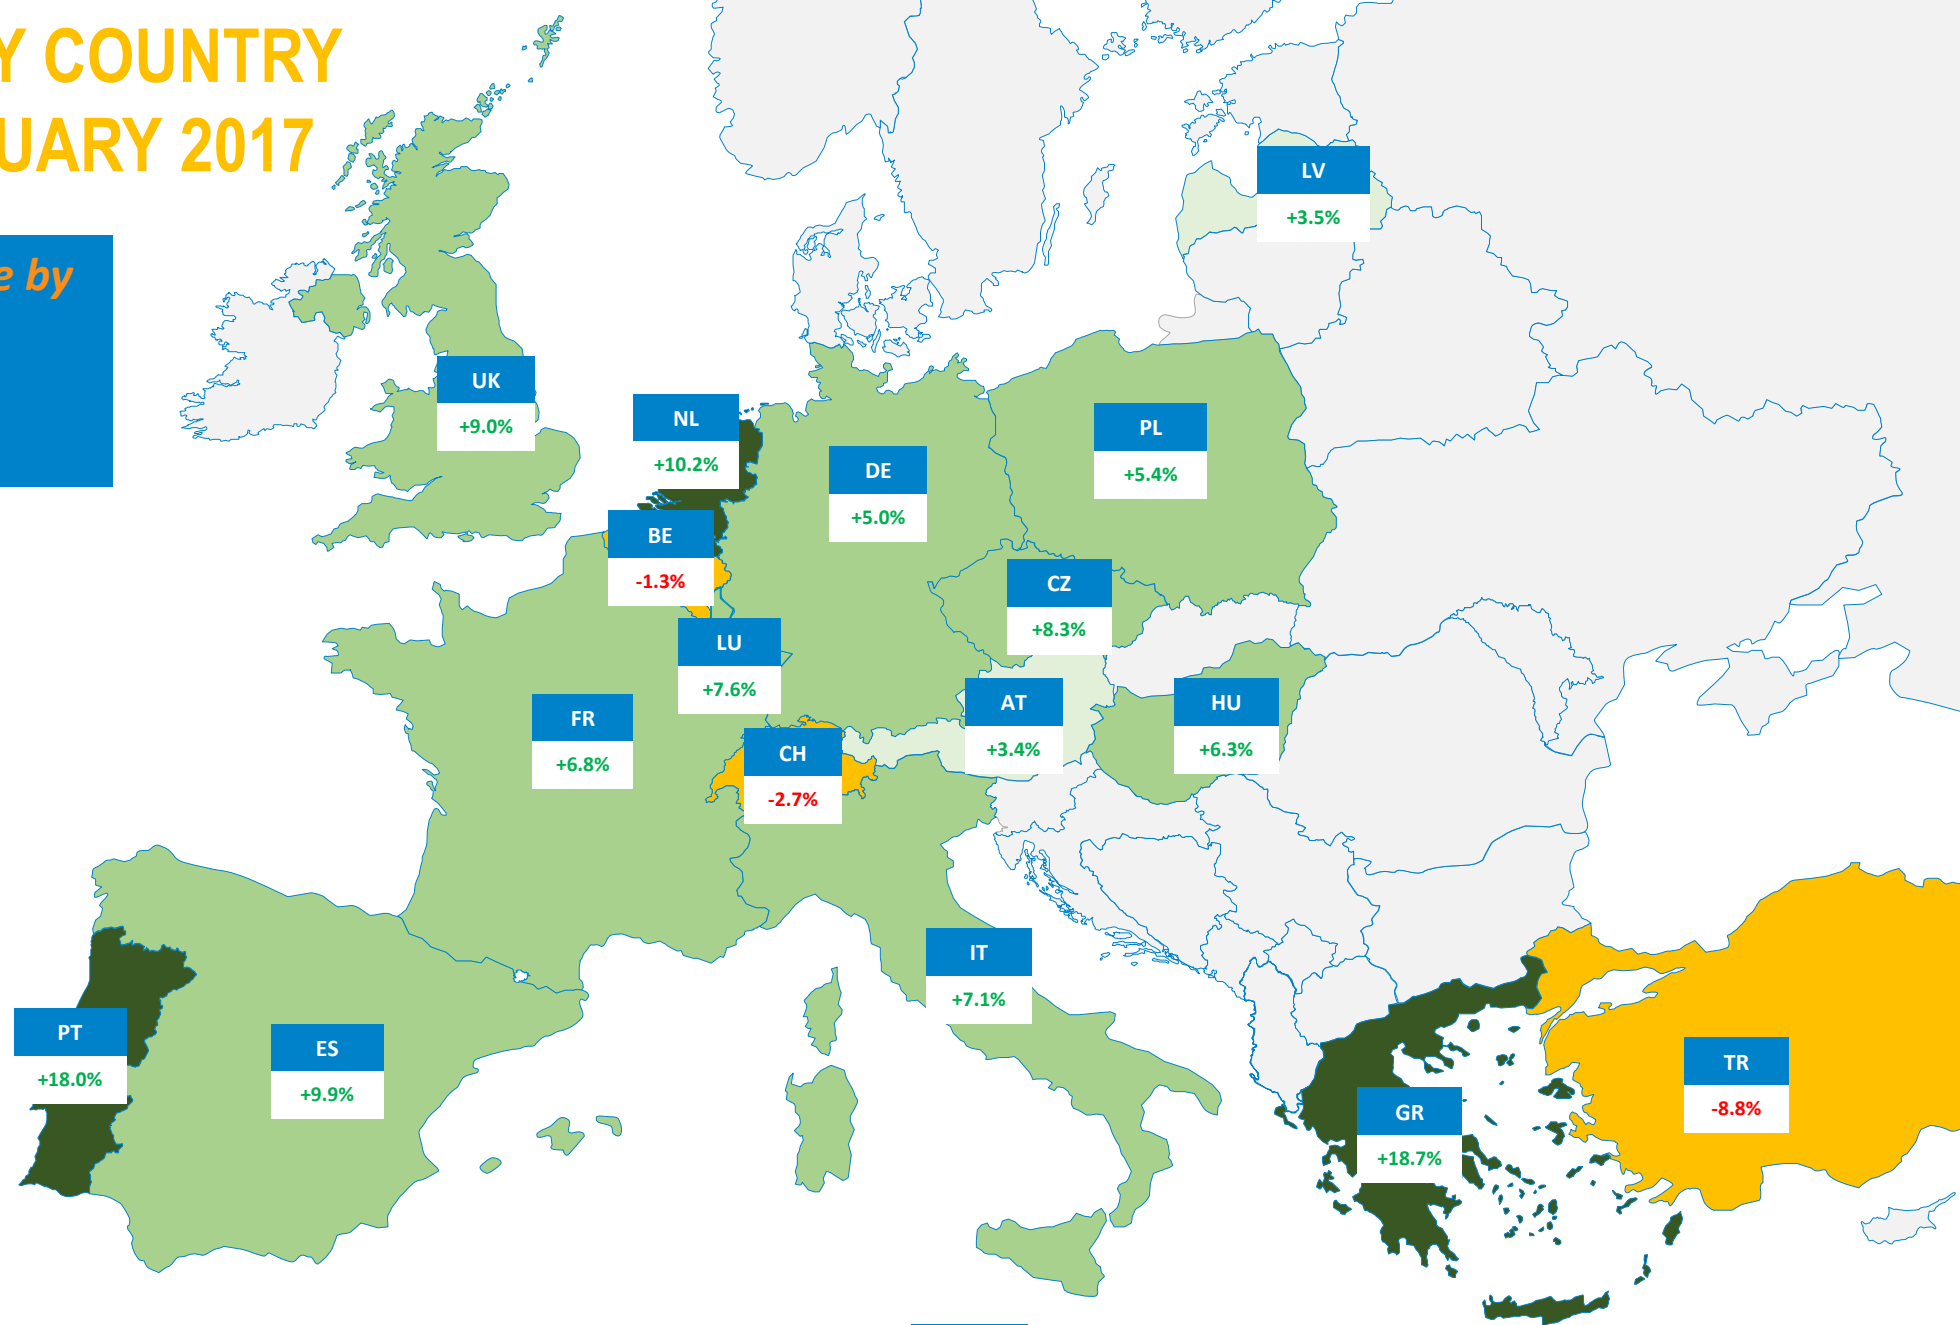 Y COUNTRY
UARY 2017
e by
LV
+3.5%
UK
+9.0%
NL
+10.2%
PL
+5.4%
DE
+5.0%
BE
-1.3%
CZ
+8.3%
LU
+7.6%
AT
+3.4%
HU
+6.3%
FR
+6.8%
CH
-2.7%
IT
+7.1%
PT
+18.0%
ES
+9.9%
TR
-8.8%
GR
+18.7%